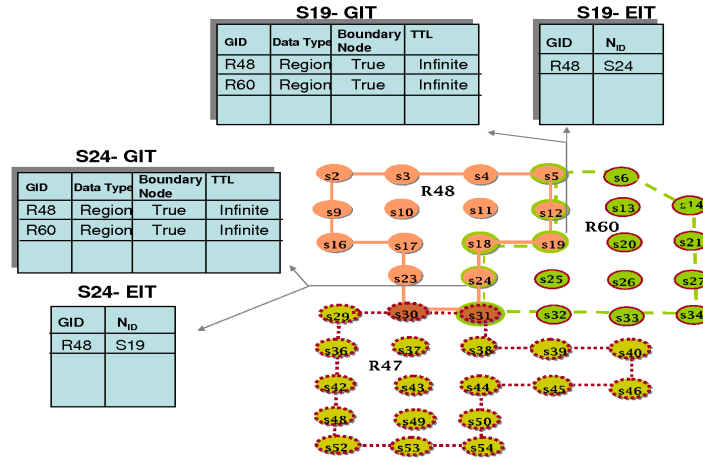 S19- GIT
S19- EIT
GID Data Type Boundary Node TTL
R48 Region True Infinite
R60 Region True Infinite
GID NID
R48 S24
S24- GIT
GID Data Type Boundary Node TTL
R48 Region True Infinite
R60 Region True Infinite
S24- EIT
GID NID
R48 S19
s2 s3 s4 s5 s6
R48
s9 s10 s11 s12 s13 s14
R60
s16 s17 s18 s19 s20 s21
s23 s24 s25 s26 s27
s29 s30 s31 s32 s33 s34
s36 s37 s38 s39 s40
R47
s42 s43 s44 s45 s46
s48 s49 s50
s52 s53 s54